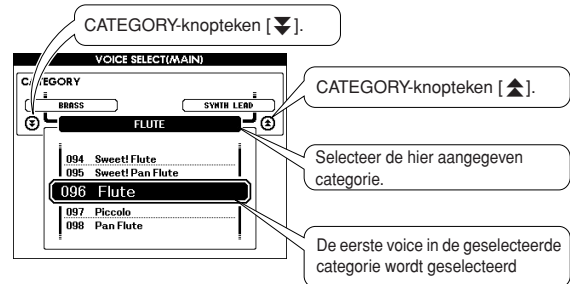 CATEGORY-knopteken [ ].
VOICE SELECT(MAIN)
CATEGORY
BRASS
SYNTH LEAD
FLUTE
094 Sweet! Flute
095 Sweet! Pan Flute
096 Flute
097 Piccolo
098 Pan Flute
CATEGORY-knopteken [ ].
Selecteer de hier aangegeven
categorie.
De eerste voice in de geselecteerde
categorie wordt geselecteerd